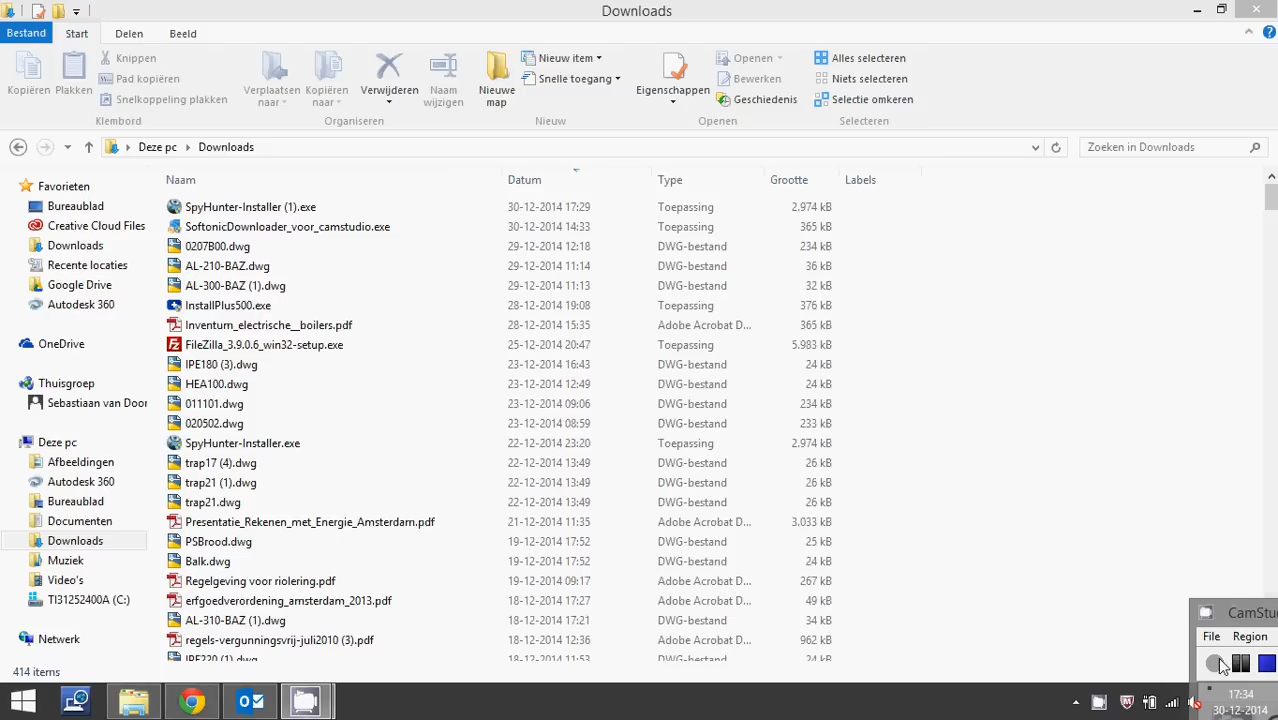 Downloads
Bestand Start Delen Beeld
Kopiëren Plakken Knippen Pad kopiëren Snelkoppeling plakken
Klembord
Verplaatsen naar Kopiëren naar Verwijderen Naam wijzigen
Organiseren
Nieuwe map Nieuw item Snelle toegang
Nieuw
Eigenschappen Openen Bewerken Geschiedenis
Openen
Alles selecteren Niets selecteren Selectie omkeren
Selecteren
Deze pc Downloads Zoeken in Downloads
Favorieten
Bureaublad
Creative Cloud Files
Downloads
Recente locaties
Google Drive
Autodesk 360
OneDrive
Thuisgroep
Sebastiaan van Door
Deze pc
Afbeeldingen
Autodesk 360
Bureaublad
Documenten
Downloads
Muziek
Video's
TI31252400A (C:)
Netwerk
Naam Datum Type Grootte Labels
SpyHunter-Installer (1).exe 30-12-2014 17:29 Toepassing 2.974 kB
SoftonicDownloader_voor_camstudio.exe 30-12-2014 14:33 Toepassing 365 kB
0207B00.dwg 29-12-2014 12:18 DWG-bestand 234 kB
AL-210-BAZ.dwg 29-12-2014 11:14 DWG-bestand 36 kB
AL-300-BAZ (1).dwg 29-12-2014 11:13 DWG-bestand 32 kB
InstallPlus500.exe 28-12-2014 19:08 Toepassing 376 kB
Inventum_electrische__boilers.pdf 28-12-2014 15:35 Adobe Acrobat D... 365 kB
FileZilla_3.9.0.6_win32-setup.exe 25-12-2014 20:47 Toepassing 5.983 kB
IPE180 (3).dwg 23-12-2014 16:43 DWG-bestand 24 kB
HEA100.dwg 23-12-2014 12:49 DWG-bestand 24 kB
011101.dwg 23-12-2014 09:06 DWG-bestand 234 kB
020502.dwg 23-12-2014 08:59 DWG-bestand 233 kB
SpyHunter-Installer.exe 22-12-2014 23:20 Toepassing 2.974 kB
trap17 (4).dwg 22-12-2014 13:49 DWG-bestand 26 kB
trap21 (1).dwg 22-12-2014 13:49 DWG-bestand 26 kB
trap21.dwg 22-12-2014 13:49 DWG-bestand 26 kB
Presentatie_Rekenen_met_Energie_Amsterdam.pdf 21-12-2014 11:35 Adobe Acrobat D... 3.033 kB
PSBrood.dwg 19-12-2014 17:52 DWG-bestand 25 kB
Balk.dwg 19-12-2014 17:52 DWG-bestand 24 kB
Regelgeving voor riolering.pdf 19-12-2014 09:17 Adobe Acrobat D... 267 kB
erfgoedverordening_amsterdam_2013.pdf 18-12-2014 17:27 Adobe Acrobat D... 49 kB
AL-310-BAZ (1).dwg 18-12-2014 17:21 DWG-bestand 34 kB
regels-vergunningsvrij-juli2010 (3).pdf 18-12-2014 12:36 Adobe Acrobat D... 962 kB
IPE220 (1).dwg 18-12-2014 11:53 DWG-bestand 24 kB
414 items
CamStu
File Region
17:34
30-12-2014